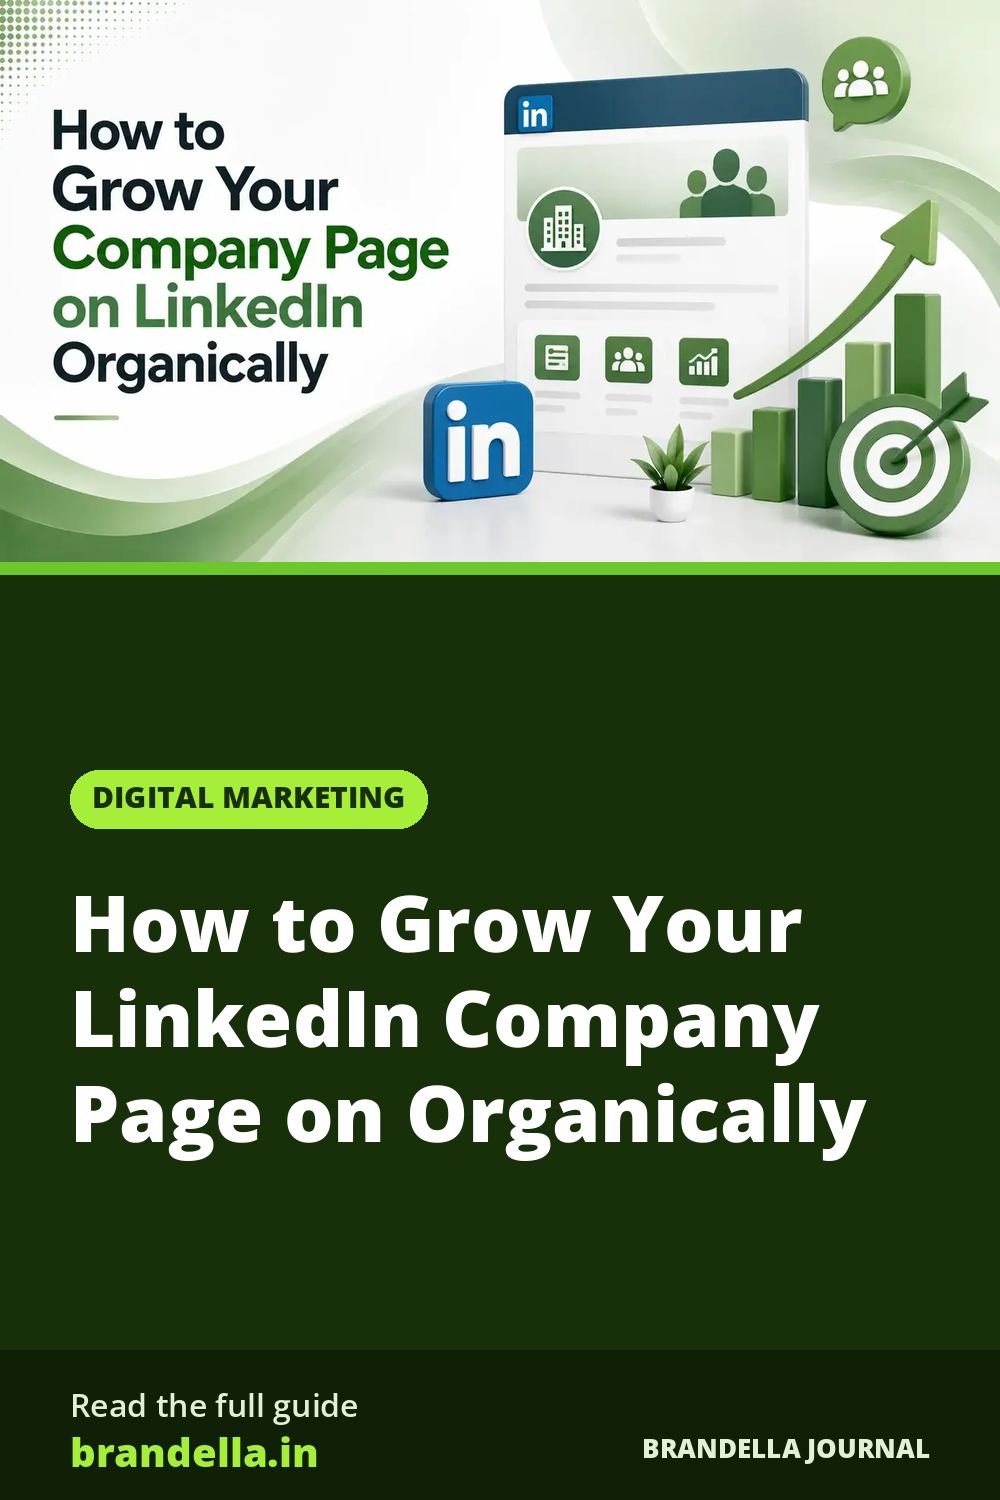 How to
Grow Your
Company Page
on LinkedIn
Organically
in
in
DIGITAL MARKETING
How to Grow Your
LinkedIn Company
Page on Organically
Read the full guide
brandella.in
BRANDELLA JOURNAL